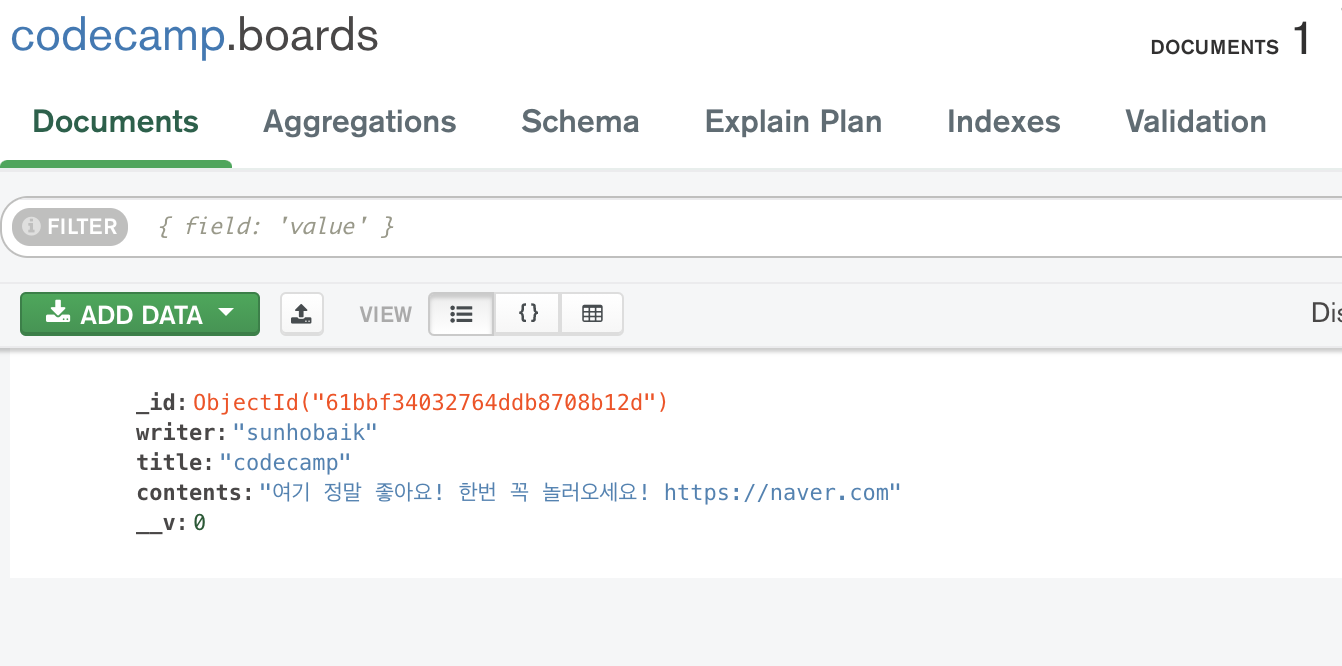 codecamp.boards
DOCUMENTS 1
Documents Aggregations Schema Explain Plan Indexes Validation
FILTER { field: 'value' }
ADD DATA VIEW {}
_id: ObjectId("61bbf34032764ddb8708b12d")
writer: "sunhobaik"
title: "codecamp"
contents: "여기 정말 좋아요! 한번 꼭 놀러오세요! https://naver.com"
__v: 0